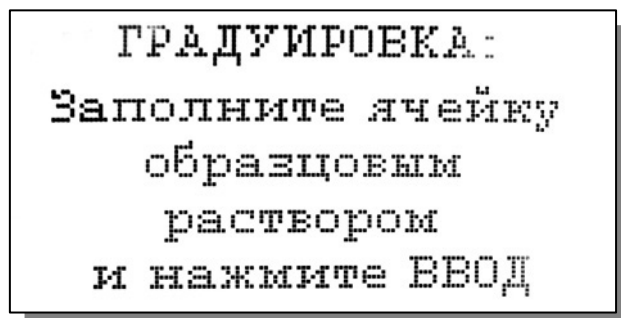 ГРАДУИРОВКА:
Заполните ячейку
образцовым
раствором
и нажмите ВВОД